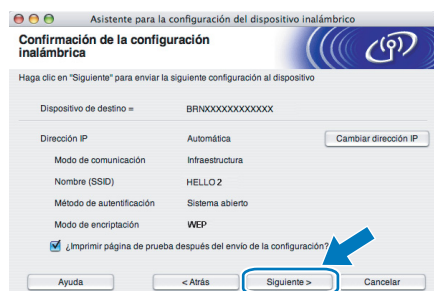 Asistente para la configuración del dispositivo inalámbrico
Confirmación de la configuración
inalámbrica
Haga clic en "Siguiente" para enviar la siguiente configuración al dispositivo
Dispositivo de destino = BRNXXXXXXXXXXXX
Dirección IP Automática Cambiar dirección IP
Modo de comunicación Infraestructura
Nombre (SSID) HELLO 2
Método de autentificación Sistema abierto
Modo de encriptación WEP
¿Imprimir página de prueba después del envío de la configuración?
Ayuda < Atrás Siguiente > Cancelar